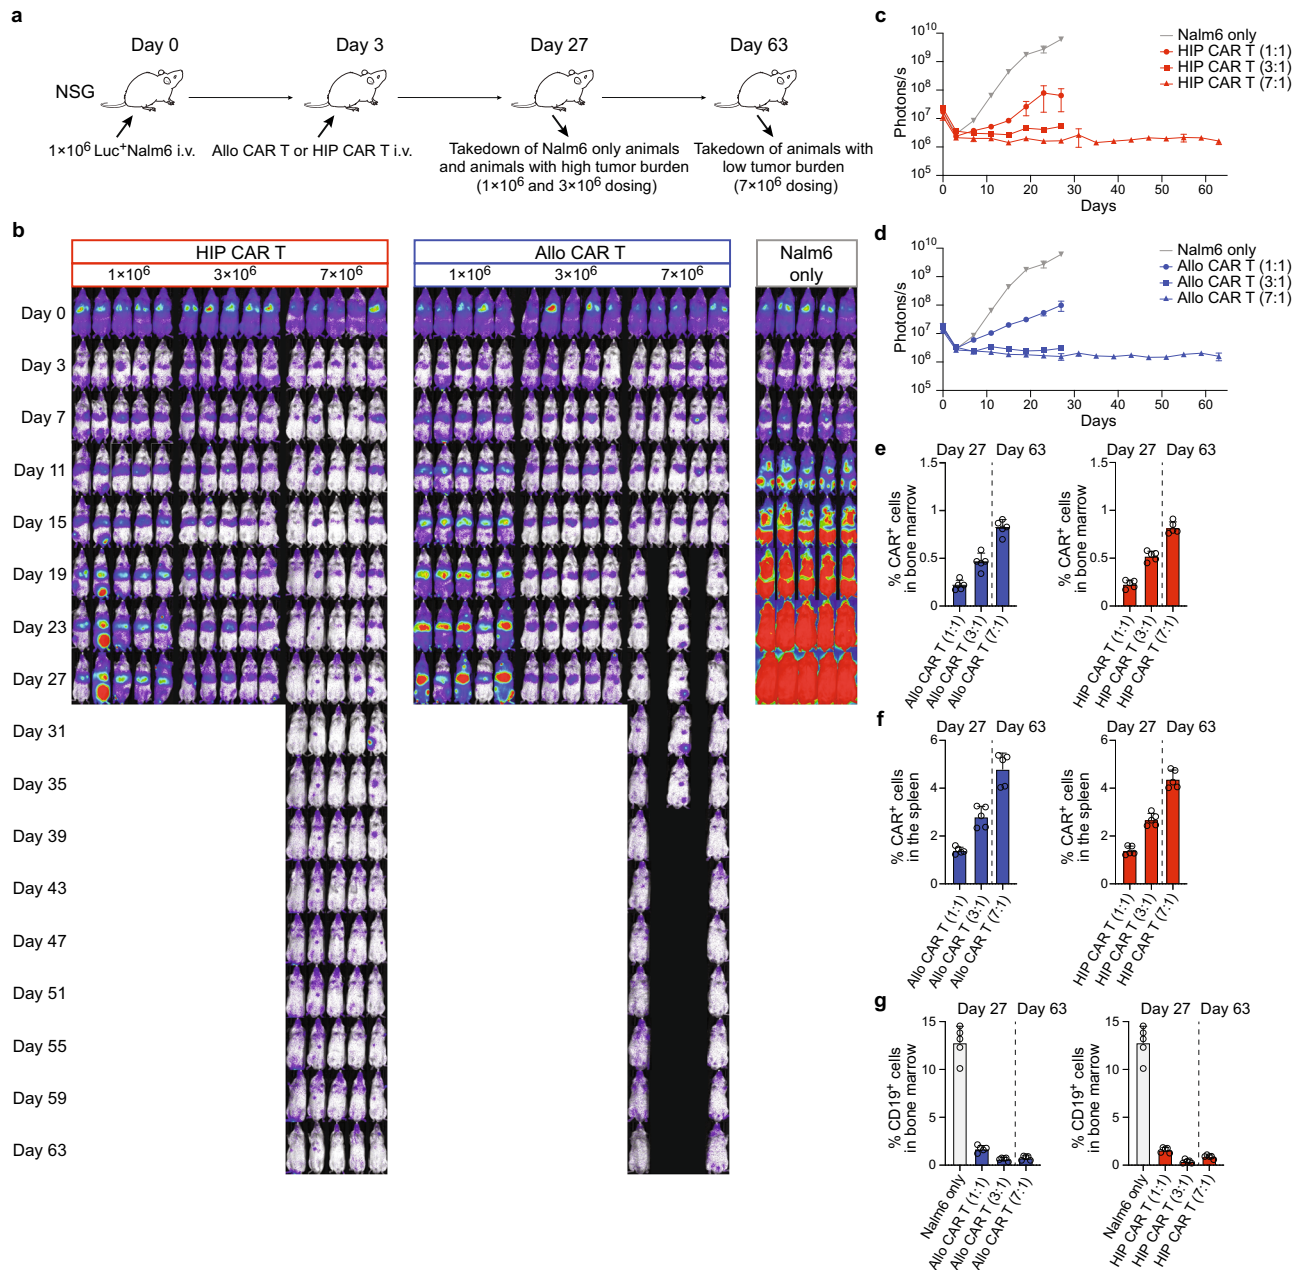 a
Day 0
Day 3
Day 27
Day 63
NSG
1×10⁶ Luc⁺Nalm6 i.v.
Allo CAR T or HIP CAR T i.v.
Takedown of Nalm6 only animals
and animals with high tumor burden
(1×10⁶ and 3×10⁶ dosing)
Takedown of animals with
low tumor burden
(7×10⁶ dosing)
b
HIP CAR T
1×10⁶ 3×10⁶ 7×10⁶
Allo CAR T
1×10⁶ 3×10⁶ 7×10⁶
Nalm6
only
Day 0
Day 3
Day 7
Day 11
Day 15
Day 19
Day 23
Day 27
Day 31
Day 35
Day 39
Day 43
Day 47
Day 51
Day 55
Day 59
Day 63
c
Photons/s
10¹⁰
10⁹
10⁸
10⁷
10⁶
10⁵
0 10 20 30 40 50 60
Days
Nalm6 only
HIP CAR T (1:1)
HIP CAR T (3:1)
HIP CAR T (7:1)
d
Photons/s
10¹⁰
10⁹
10⁸
10⁷
10⁶
10⁵
0 10 20 30 40 50 60
Days
Nalm6 only
Allo CAR T (1:1)
Allo CAR T (3:1)
Allo CAR T (7:1)
e
Day 27 Day 63
% CAR⁺ cells
in bone marrow
1.5
1
0.5
0
Allo CAR T (1:1)
Allo CAR T (3:1)
Allo CAR T (7:1)
Day 27 Day 63
% CAR⁺ cells
in bone marrow
1.5
1
0.5
0
HIP CAR T (1:1)
HIP CAR T (3:1)
HIP CAR T (7:1)
f
Day 27 Day 63
% CAR⁺ cells
in the spleen
6
4
2
0
Allo CAR T (1:1)
Allo CAR T (3:1)
Allo CAR T (7:1)
Day 27 Day 63
% CAR⁺ cells
in the spleen
6
4
2
0
HIP CAR T (1:1)
HIP CAR T (3:1)
HIP CAR T (7:1)
g
Day 27 Day 63
% CD19⁺ cells
in bone marrow
15
10
5
0
Nalm6 only
Allo CAR T (1:1)
Allo CAR T (3:1)
Allo CAR T (7:1)
Day 27 Day 63
% CD19⁺ cells
in bone marrow
15
10
5
0
Nalm6 only
HIP CAR T (1:1)
HIP CAR T (3:1)
HIP CAR T (7:1)